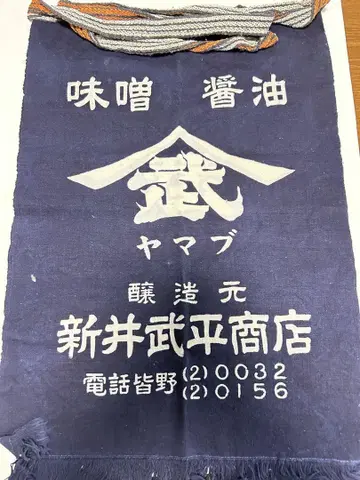 味噌 醤油
武
ヤマブ
醸造元
新井武平商店
電話皆野(2)0032
(2)0156